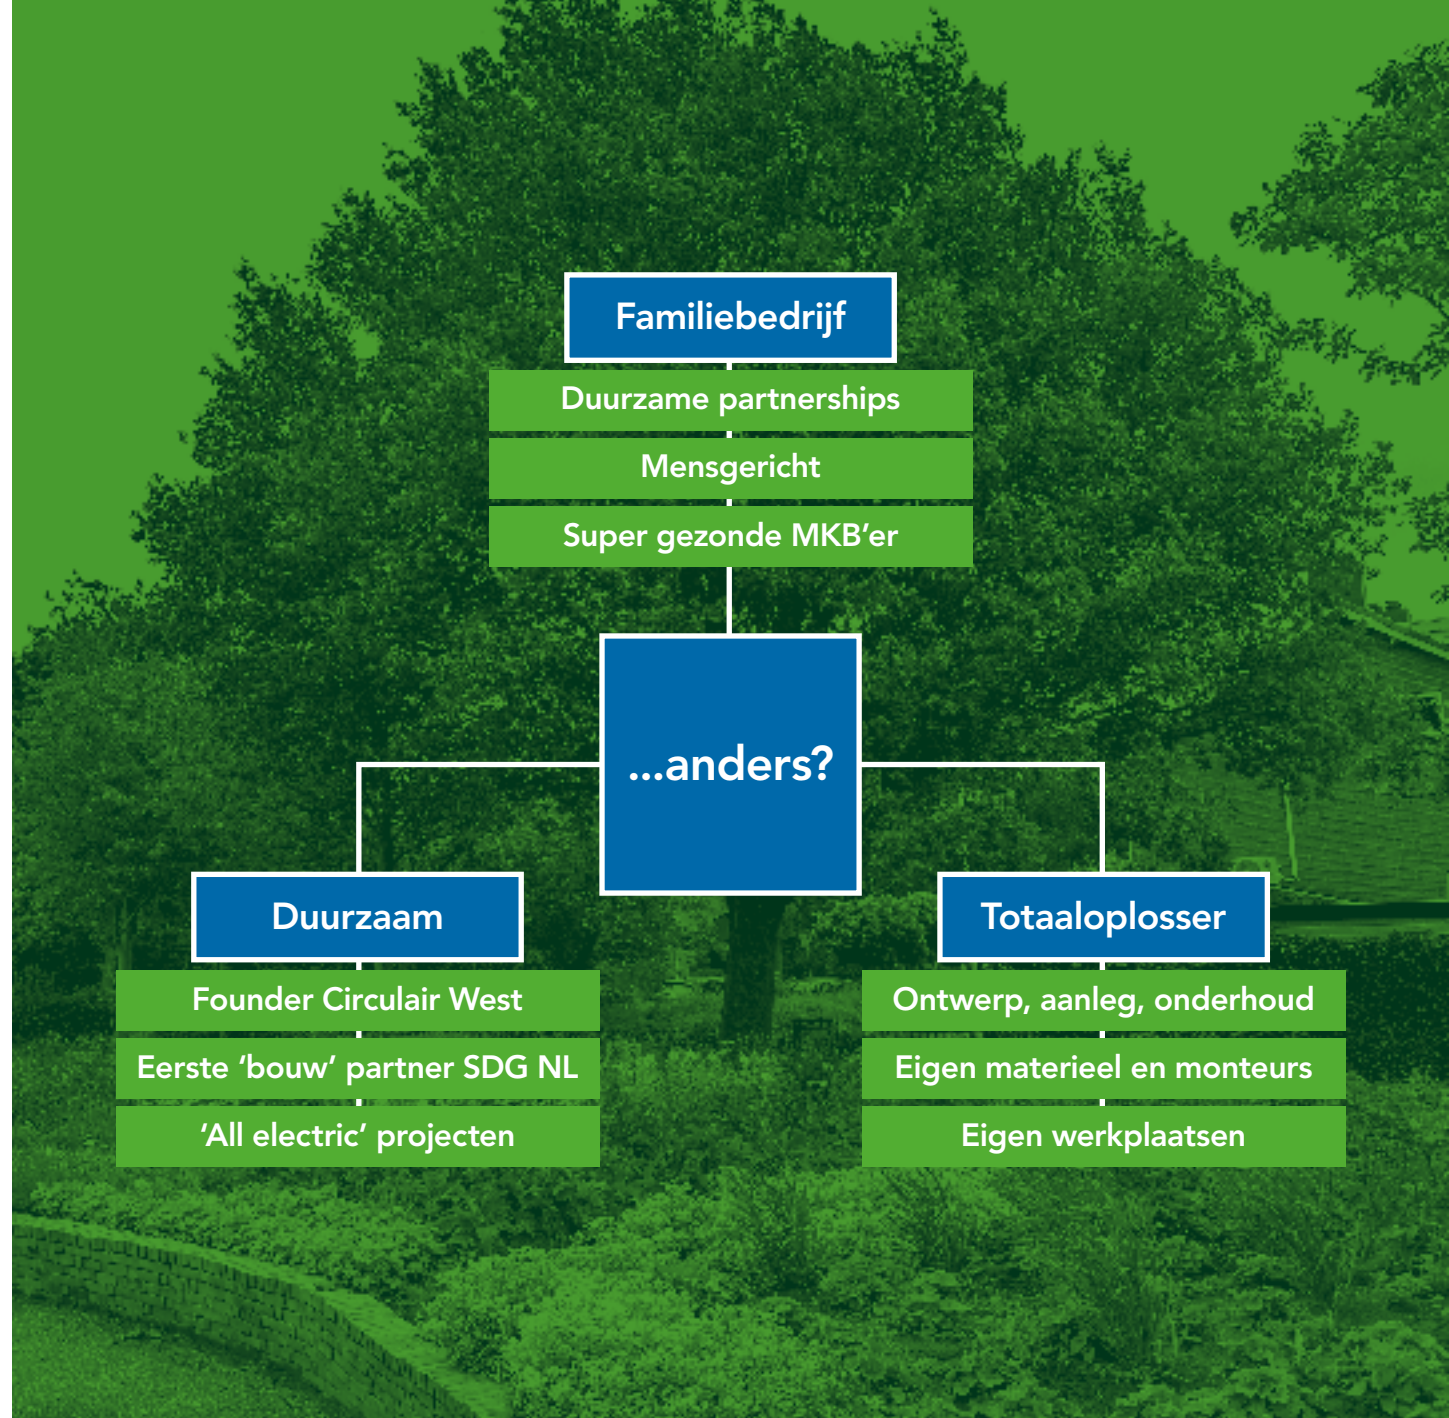 Familiebedrijf
Duurzame partnerships
Mensgericht
Super gezonde MKB’er
...anders?
Duurzaam
Founder Circulair West
Eerste ‘bouw’ partner SDG NL
‘All electric’ projecten
Totaaloplosser
Ontwerp, aanleg, onderhoud
Eigen materieel en monteurs
Eigen werkplaatsen